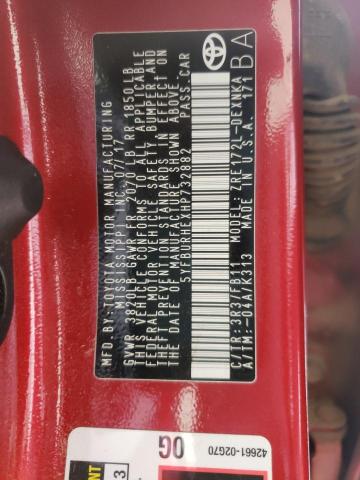 MFD.BY:TOYOTA MOTOR MANUFACTURING
MISSISSIPPI INC. 07/17
GVWR 3820LB GAWR FR 2070 LB RR 1850 LB
THIS VEHICLE CONFORMS TO ALL APPLICABLE
FEDERAL MOTOR VEHICLE SAFETY, BUMPER AND
THEFT PREVENTION STANDARDS IN EFFECT ON
THE DATE OF MANUFACTURE SHOWN ABOVE.
5YFBURHEXHP732882 PASS.CAR
C/TR:3R3/FB11 ZRE172L-DEXNKA
A/TM:-04A/K313 MADE IN U.S.A. 171
BA
TOYOTA
42661-02G70
0G